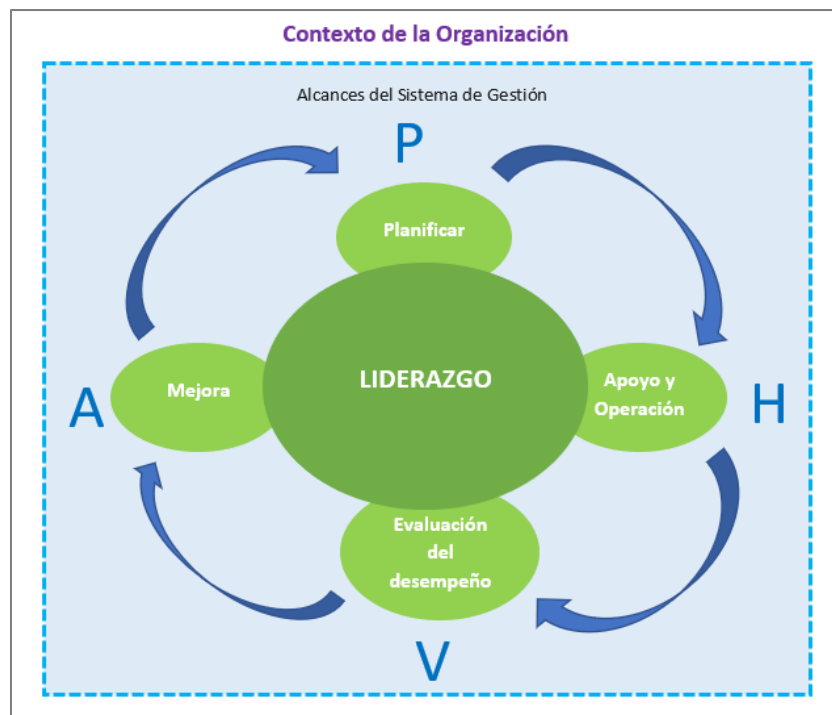 Contexto de la Organización
Alcances del Sistema de Gestión
P
Planificar
LIDERAZGO
Mejora
A
Apoyo y
Operación
H
Evaluación
del
desempeño
V